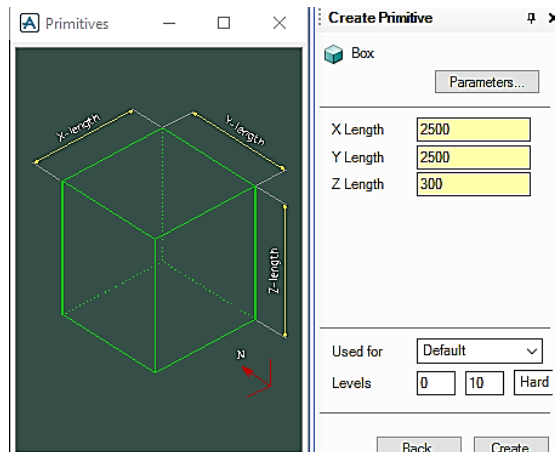 Primitives
X-length
Y-length
Z-length
N
Create Primitive
Box
Parameters...
X Length 2500
Y Length 2500
Z Length 300
Used for Default
Levels 0 10 Hard
Back Create